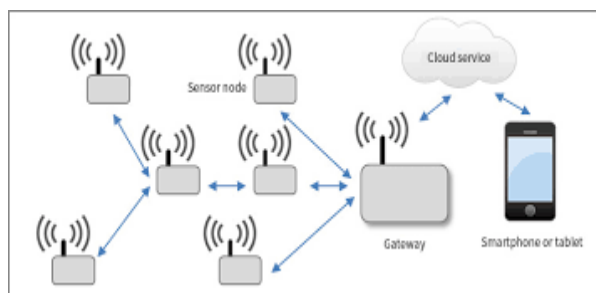 Cloud service
Sensor node
Gateway
Smartphone or tablet